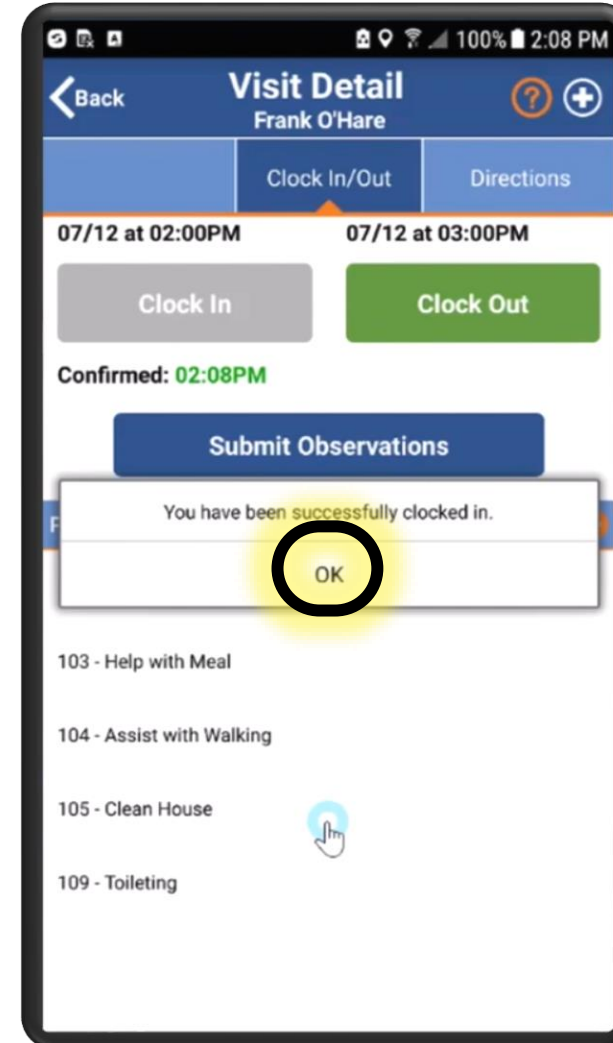 100% 2:08 PM
Back
Visit Detail
Frank O'Hare
Clock In/Out Directions
07/12 at 02:00PM 07/12 at 03:00PM
Clock In Clock Out
Confirmed: 02:08PM
Submit Observations
You have been successfully clocked in.
OK
103 - Help with Meal
104 - Assist with Walking
105 - Clean House
109 - Toileting